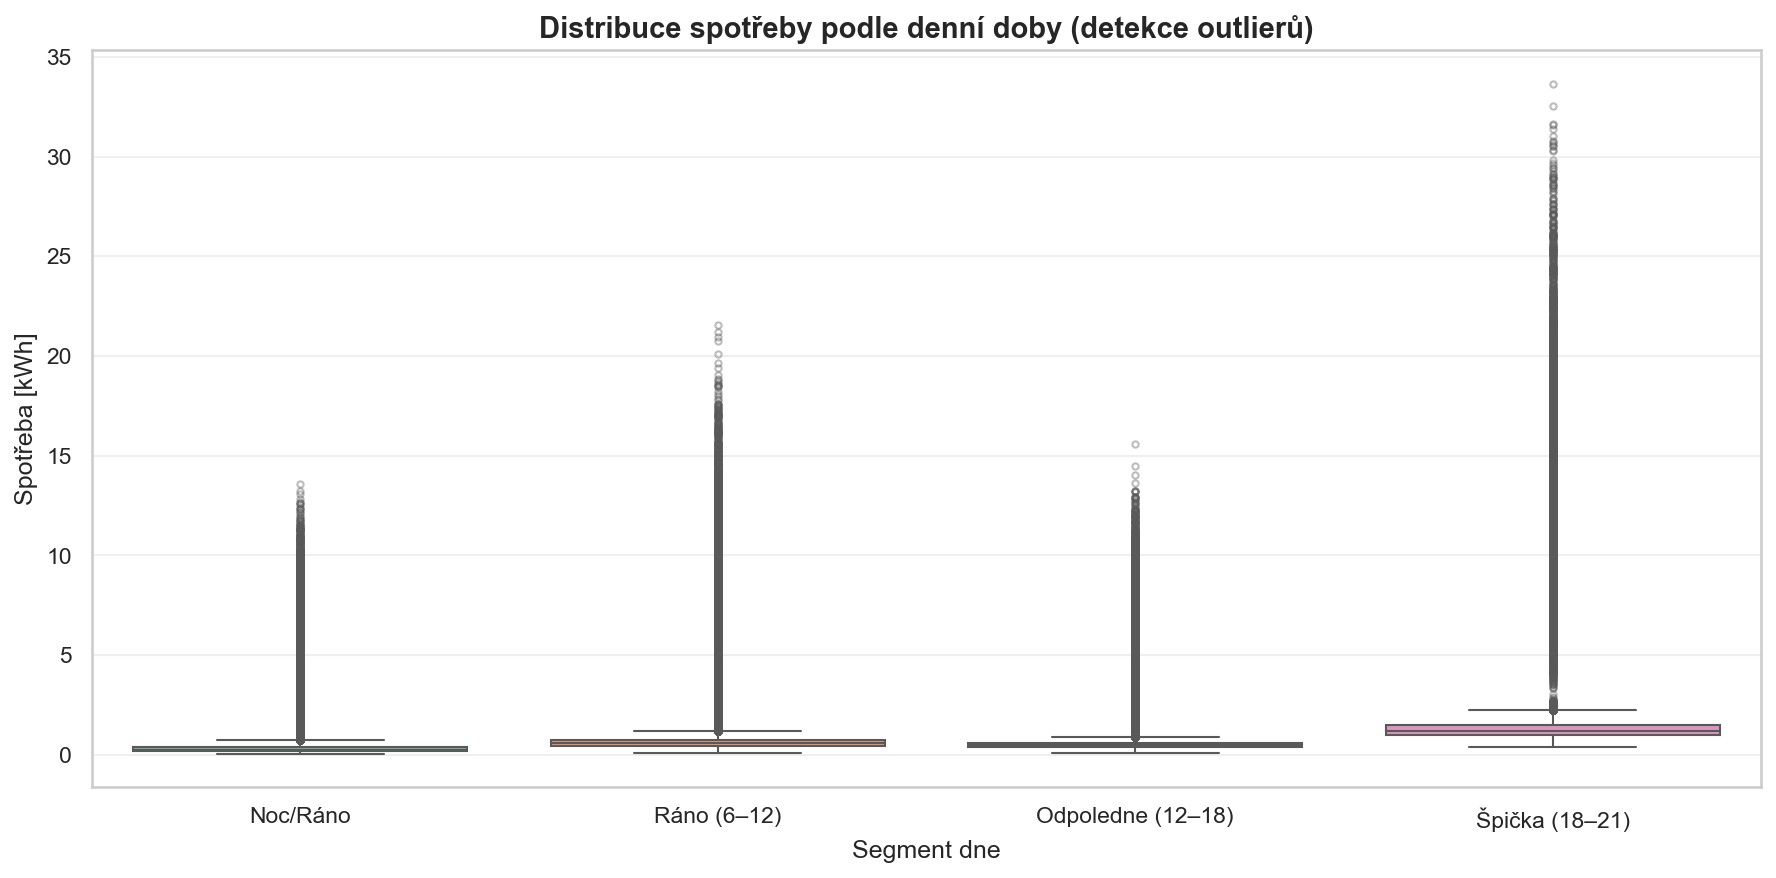 Distribuce spotřeby podle denní doby (detekce outlierů)
35
30
25
20
15
10
5
0
Spotřeba [kWh]
Noc/Ráno
Ráno (6–12)
Odpoledne (12–18)
Špička (18–21)
Segment dne